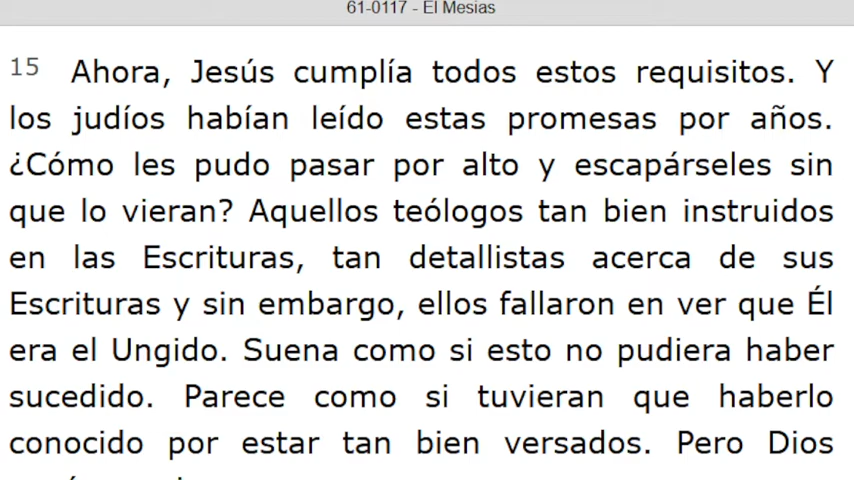 61-0117 - El Mesias
15 Ahora, Jesús cumplía todos estos requisitos. Y
los judíos habían leído estas promesas por años.
¿Cómo les pudo pasar por alto y escapárseles sin
que lo vieran? Aquellos teólogos tan bien instruidos
en las Escrituras, tan detallistas acerca de sus
Escrituras y sin embargo, ellos fallaron en ver que Él
era el Ungido. Suena como si esto no pudiera haber
sucedido. Parece como si tuvieran que haberlo
conocido por estar tan bien versados. Pero Dios